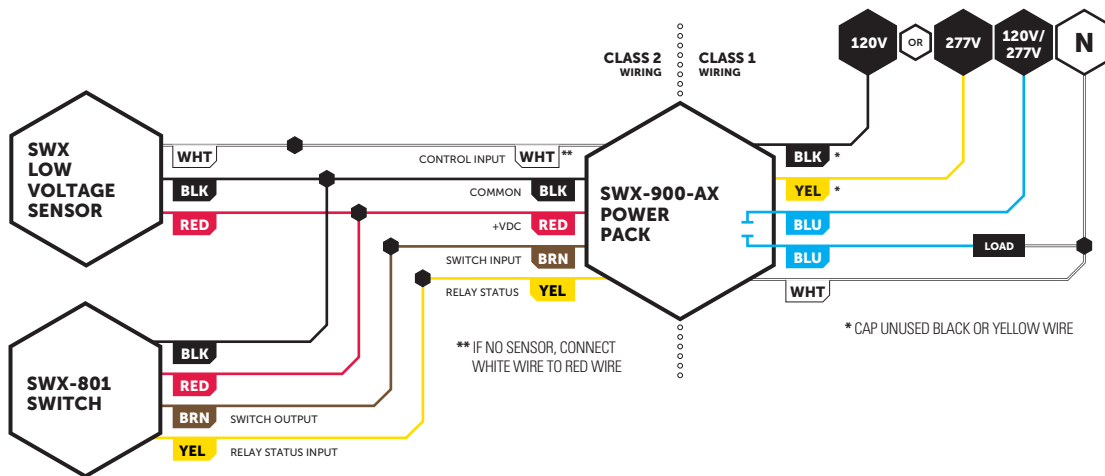 120V
OR
277V
120V/
277V
N
CLASS 2
WIRING
CLASS 1
WIRING
SWX
LOW
VOLTAGE
SENSOR
WHT
CONTROL INPUT
WHT **
BLK
COMMON
BLK
RED
+VDC
RED
SWITCH INPUT
BRN
RELAY STATUS
YEL
SWX-900-AX
POWER
PACK
BLK *
YEL *
BLU
BLU
LOAD
WHT
* CAP UNUSED BLACK OR YELLOW WIRE
** IF NO SENSOR, CONNECT
WHITE WIRE TO RED WIRE
SWX-801
SWITCH
BLK
RED
BRN
SWITCH OUTPUT
YEL
RELAY STATUS INPUT